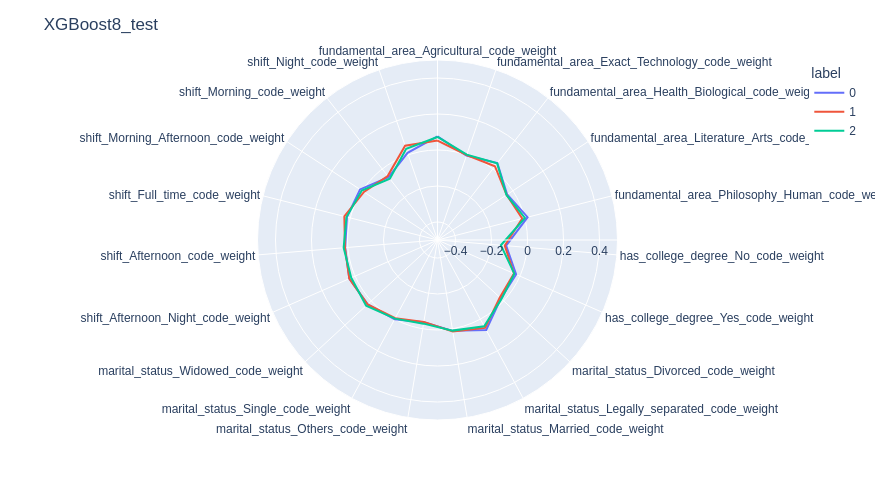 XGBoost8_test
fundamental_area_Agricultural_code_weight
fundamental_area_Exact_Technology_code_weight
fundamental_area_Health_Biological_code_weig
fundamental_area_Literature_Arts_code_
fundamental_area_Philosophy_Human_code_we
has_college_degree_No_code_weight
has_college_degree_Yes_code_weight
marital_status_Divorced_code_weight
marital_status_Legally_separated_code_weight
marital_status_Married_code_weight
marital_status_Others_code_weight
marital_status_Single_code_weight
marital_status_Widowed_code_weight
shift_Afternoon_Night_code_weight
shift_Afternoon_code_weight
shift_Full_time_code_weight
shift_Morning_Afternoon_code_weight
shift_Morning_code_weight
shift_Night_code_weight
−0.4 −0.2 0 0.2 0.4
label
0
1
2